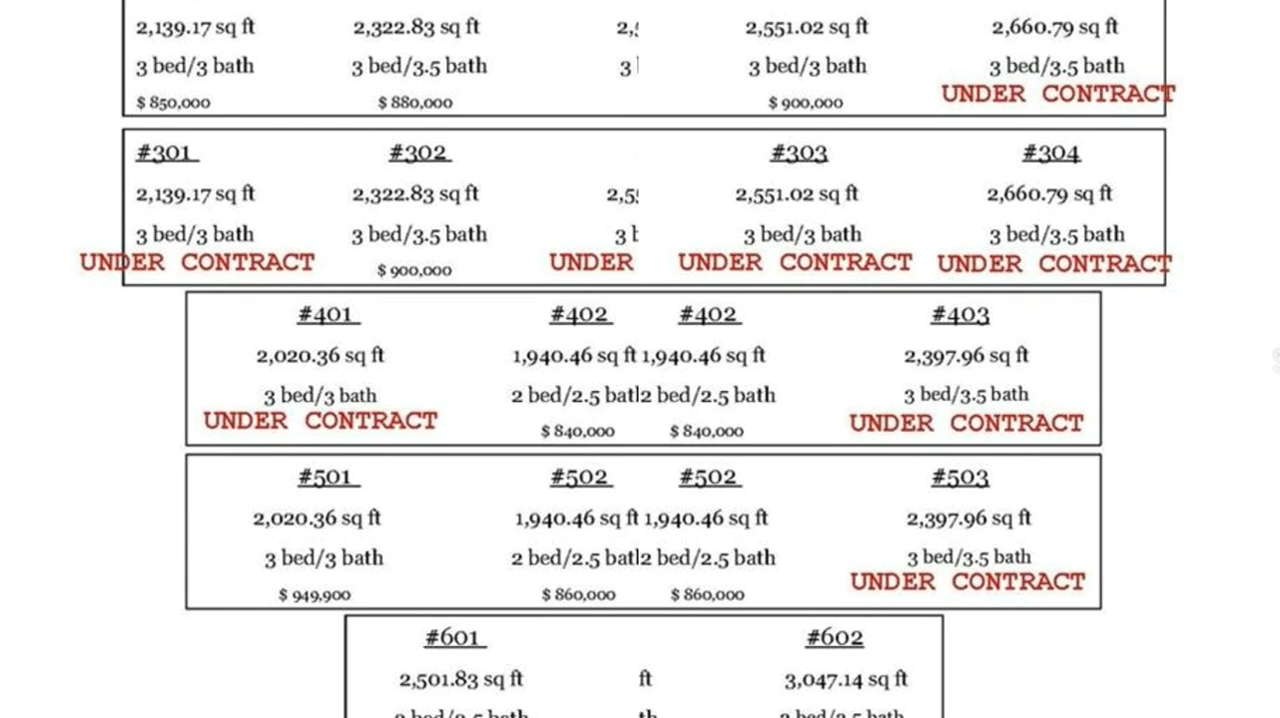 2,139.17 sq ft 2,322.83 sq ft 2,5 2,551.02 sq ft 2,660.79 sq ft
3 bed/3 bath 3 bed/3.5 bath 3 3 bed/3 bath 3 bed/3.5 bath
$ 850,000 $ 880,000 $ 900,000 UNDER CONTRACT
#301 #302 #303 #304
2,139.17 sq ft 2,322.83 sq ft 2,55 2,551.02 sq ft 2,660.79 sq ft
3 bed/3 bath 3 bed/3.5 bath 3 b 3 bed/3 bath 3 bed/3.5 bath
UNDER CONTRACT $ 900,000 UNDER UNDER CONTRACT UNDER CONTRACT
#401 #402 #402 #403
2,020.36 sq ft 1,940.46 sq ft 1,940.46 sq ft 2,397.96 sq ft
3 bed/3 bath 2 bed/2.5 bat 2 bed/2.5 bath 3 bed/3.5 bath
UNDER CONTRACT $ 840,000 $ 840,000 UNDER CONTRACT
#501 #502 #502 #503
2,020.36 sq ft 1,940.46 sq ft 1,940.46 sq ft 2,397.96 sq ft
3 bed/3 bath 2 bed/2.5 bat 2 bed/2.5 bath 3 bed/3.5 bath
$ 949,900 $ 860,000 $ 860,000 UNDER CONTRACT
#601 #602
2,501.83 sq ft ft 3,047.14 sq ft